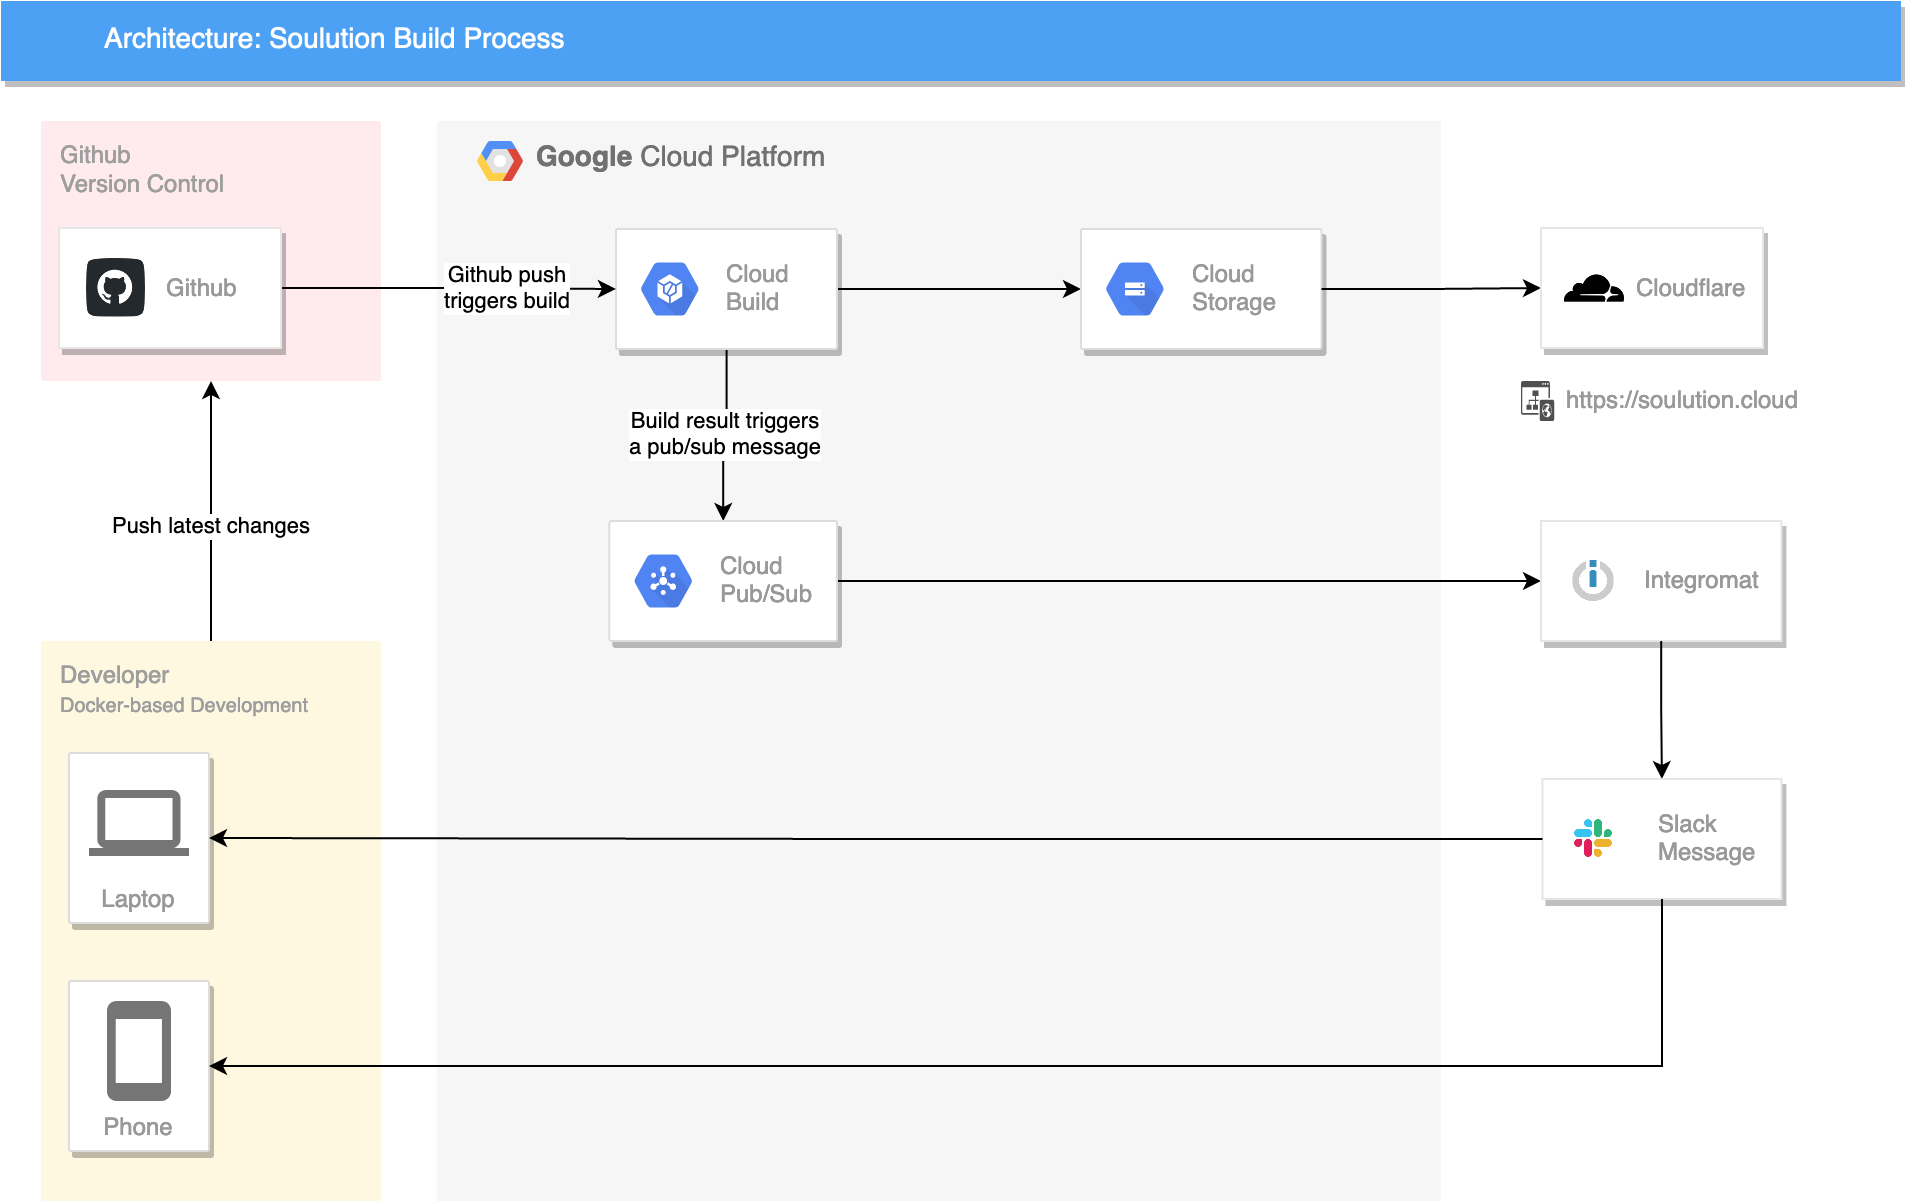 Architecture: Soulution Build Process
Github
Version Control
Github
Google Cloud Platform
Github push
triggers build
Cloud
Build
Cloud
Storage
Cloudflare
https://soulution.cloud
Build result triggers
a pub/sub message
Push latest changes
Cloud
Pub/Sub
Integromat
Developer
Docker-based Development
Laptop
Slack
Message
Phone